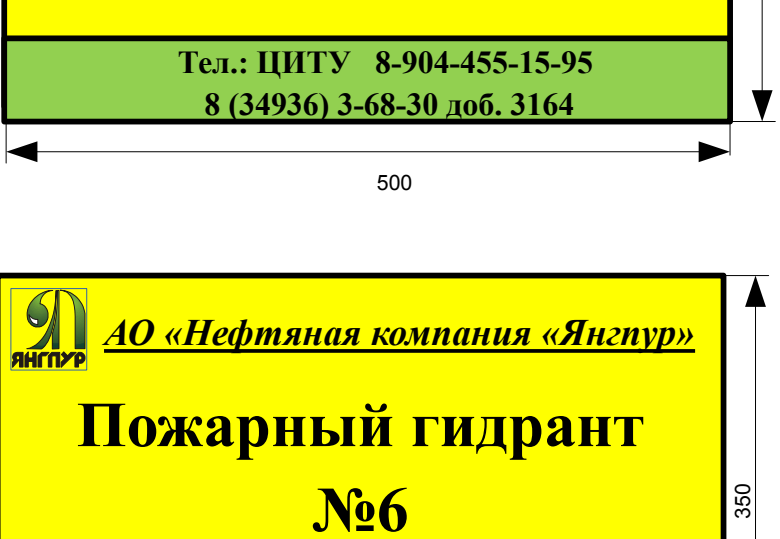 Тел.: ЦИТУ 8-904-455-15-95
8 (34936) 3-68-30 доб. 3164
500
ЯНГПУР
АО «Нефтяная компания «Янгпур»
Пожарный гидрант
№6
350